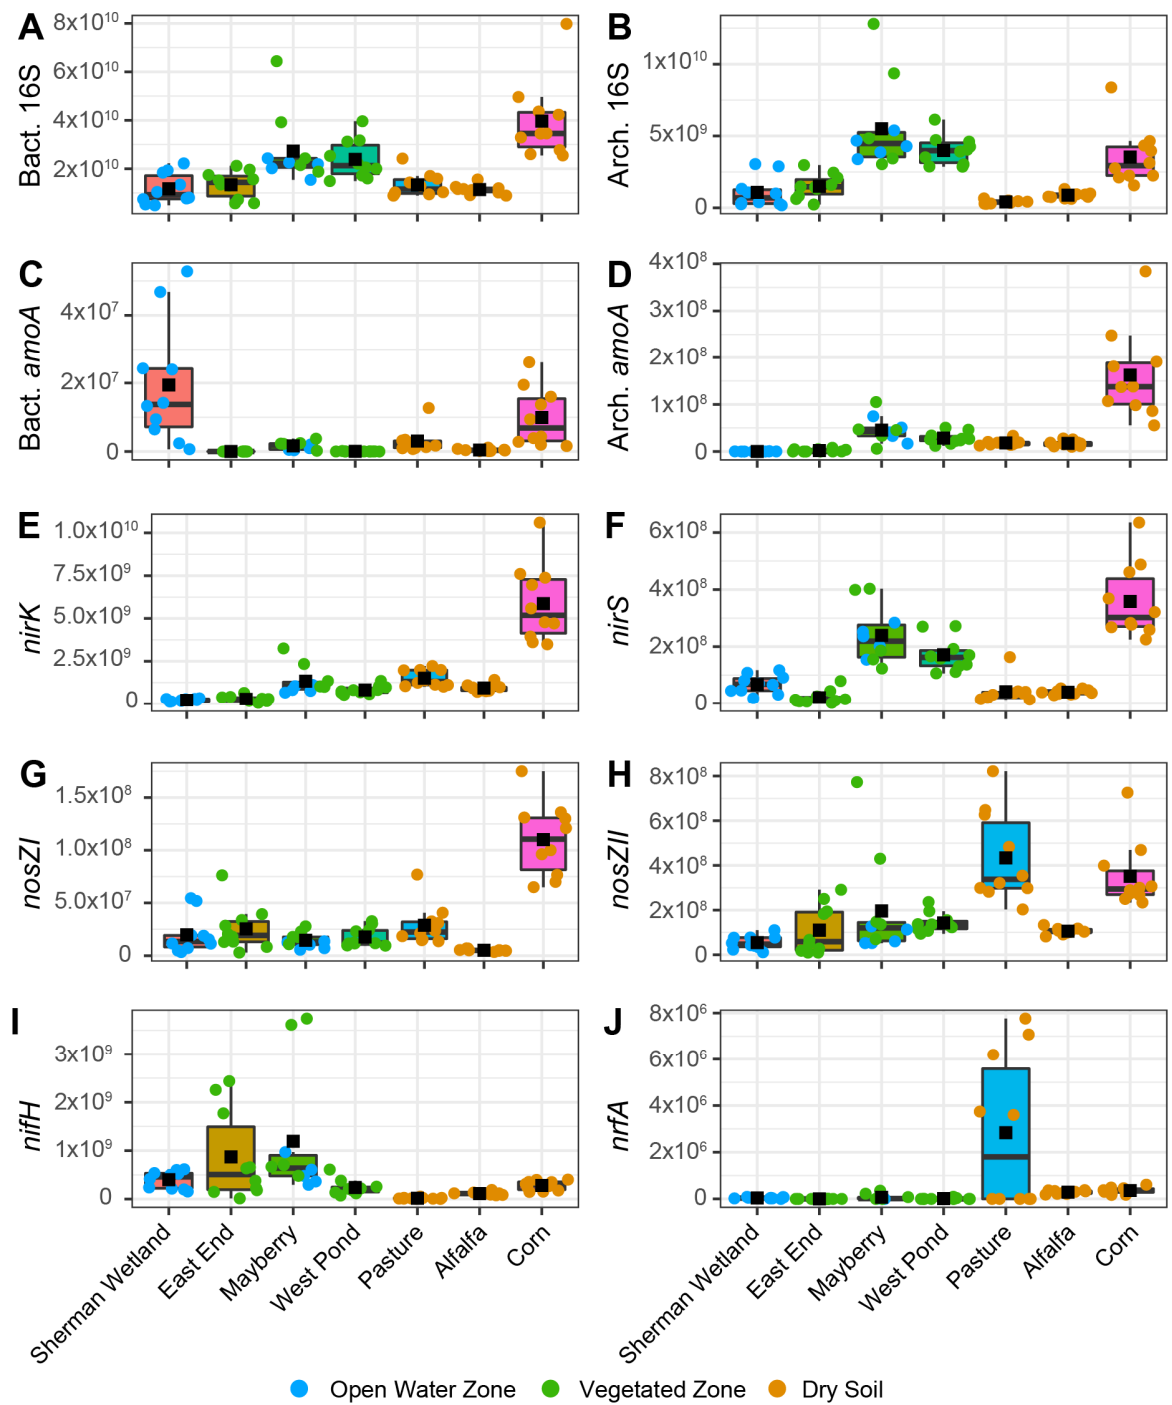 A
Bact. 16S
8x10¹⁰
6x10¹⁰
4x10¹⁰
2x10¹⁰
B
Arch. 16S
1x10¹⁰
5x10⁹
0
C
Bact. amoA
4x10⁷
2x10⁷
0
D
Arch. amoA
4x10⁸
3x10⁸
2x10⁸
1x10⁸
0
E
nirK
1.0x10¹⁰
7.5x10⁹
5.0x10⁹
2.5x10⁹
0
F
nirS
6x10⁸
4x10⁸
2x10⁸
0
G
nosZI
1.5x10⁸
1.0x10⁸
5.0x10⁷
0
H
nosZII
8x10⁸
6x10⁸
4x10⁸
2x10⁸
0
I
nifH
3x10⁹
2x10⁹
1x10⁹
0
J
nrfA
8x10⁶
6x10⁶
4x10⁶
2x10⁶
0
Sherman Wetland
East End
Mayberry
West Pond
Pasture
Alfalfa
Corn
Sherman Wetland
East End
Mayberry
West Pond
Pasture
Alfalfa
Corn
Open Water Zone
Vegetated Zone
Dry Soil